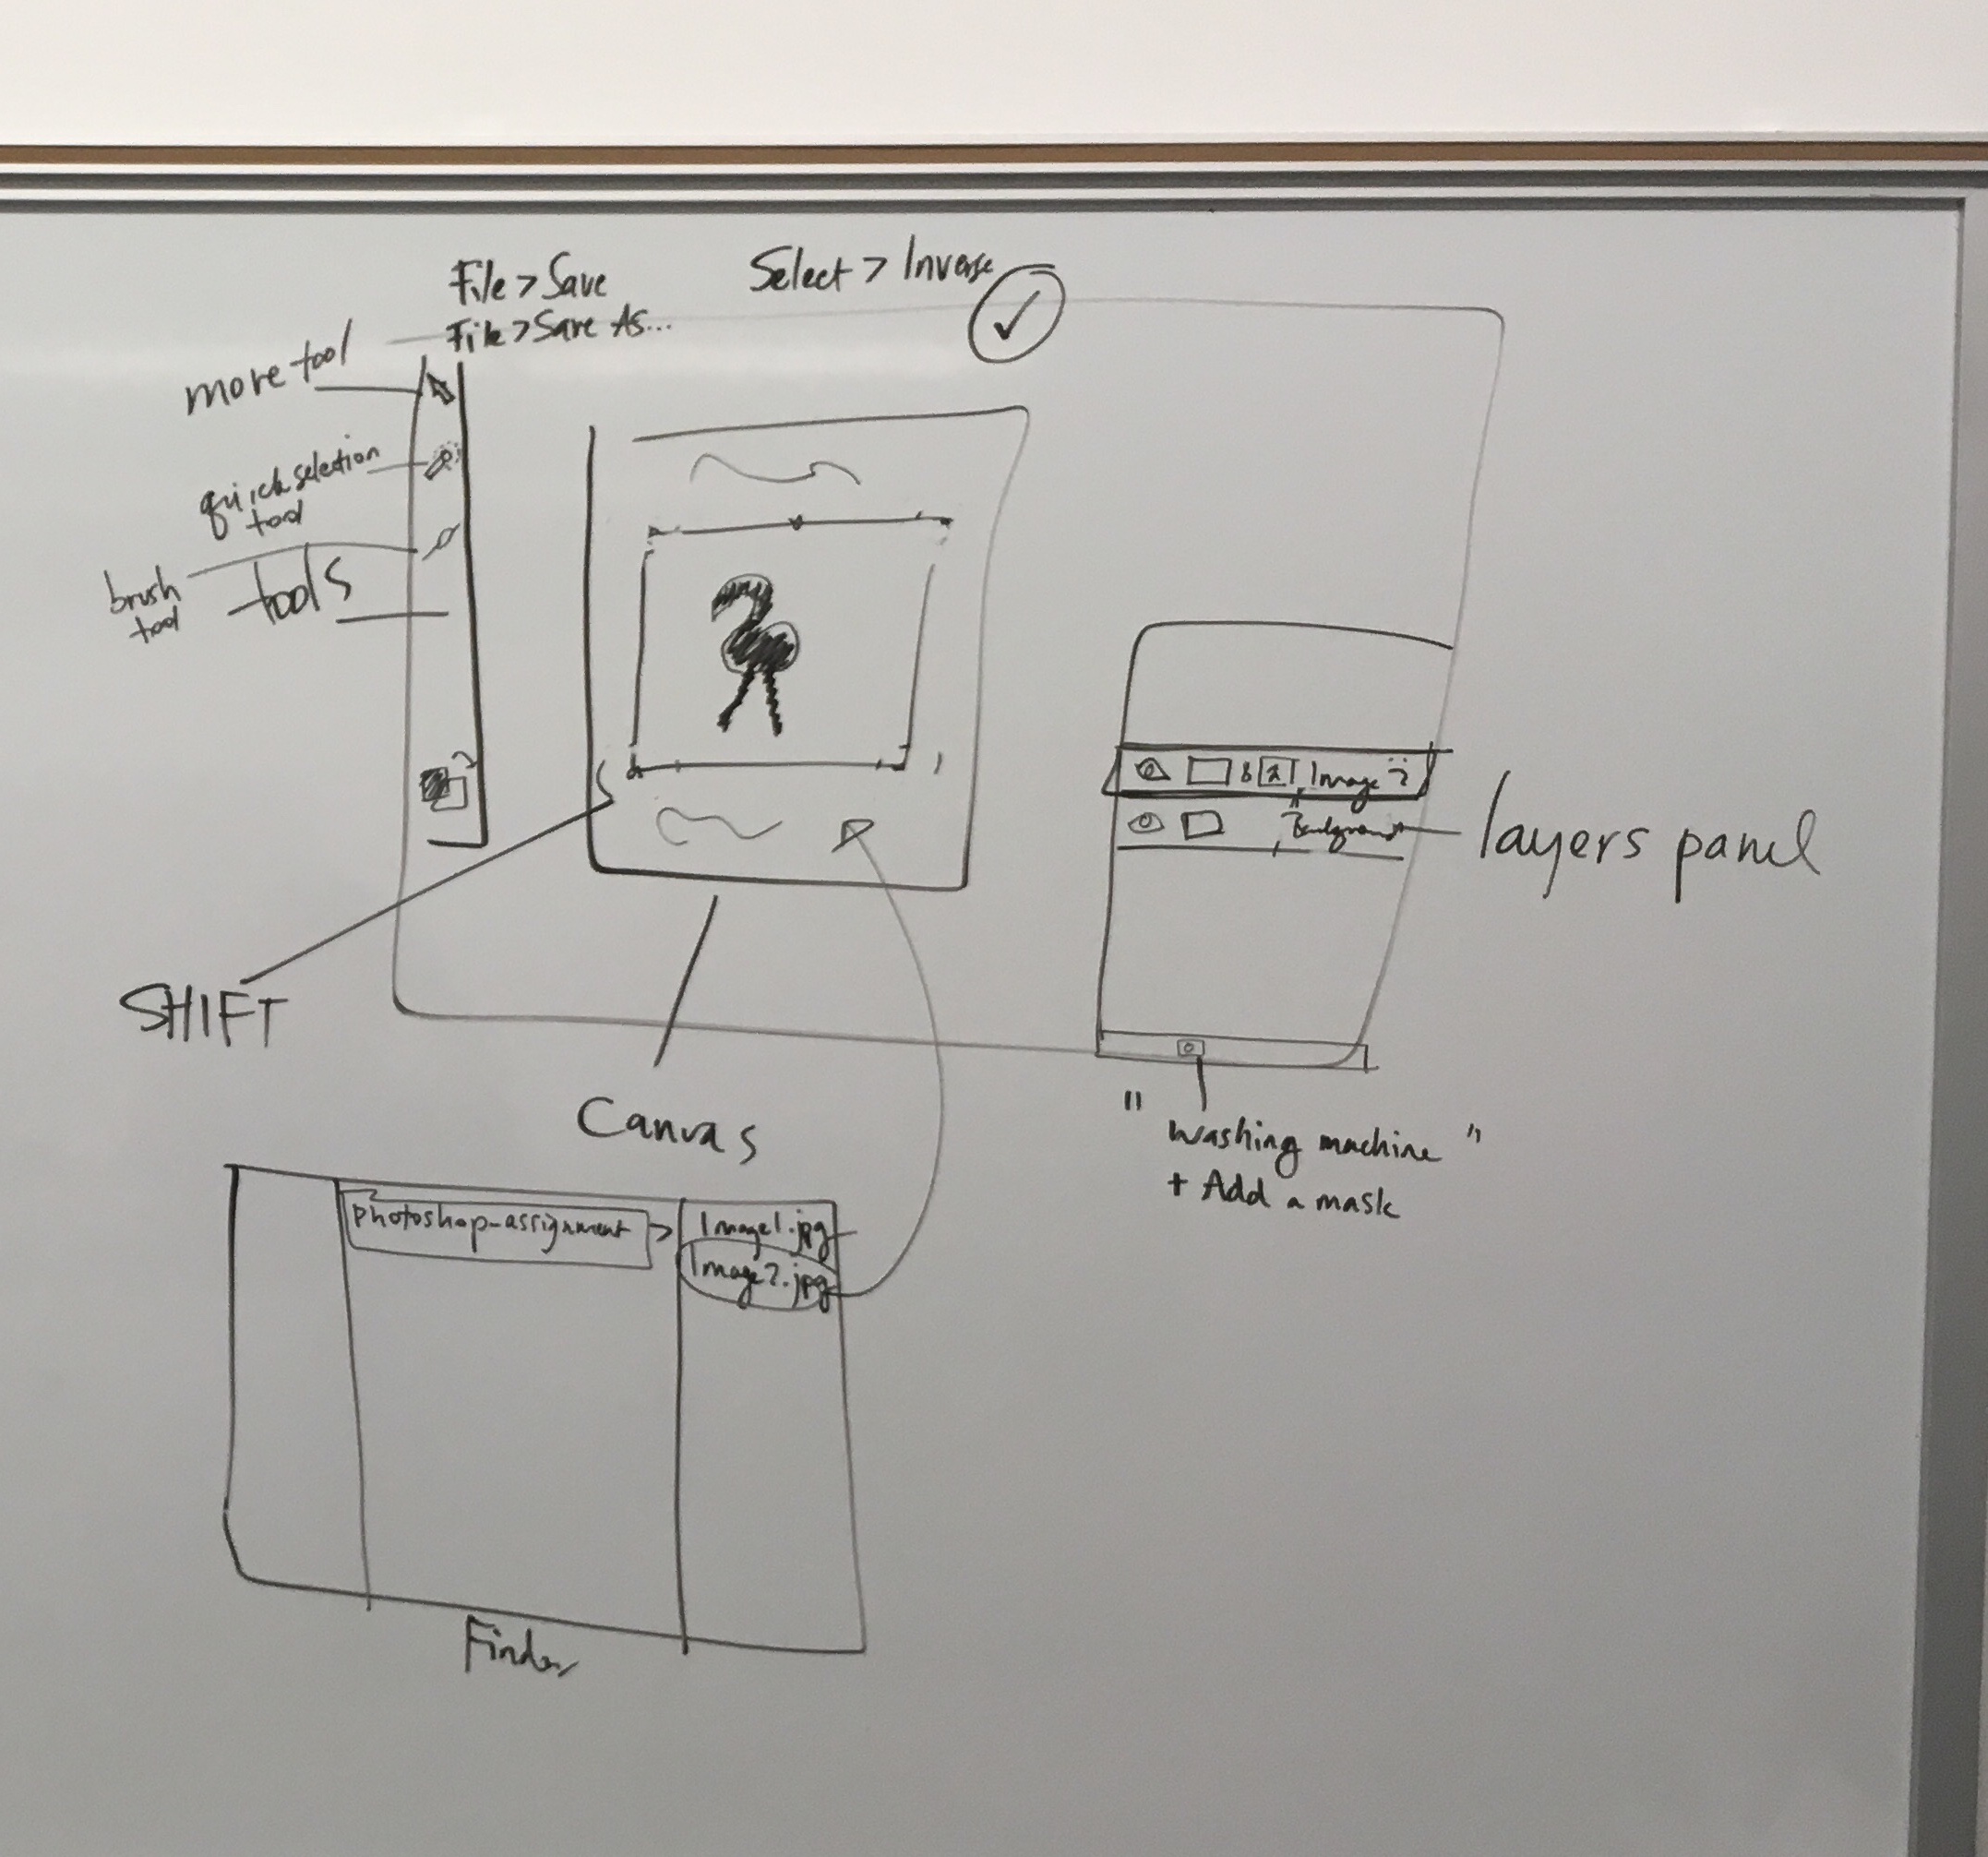 File > Save
File > Save As...
Select > Inverse
move tool
quick selection
tool
brush
tool
tools
SHIFT
Canvas
Image 2
Background
layers panel
" washing machine "
+ Add a mask
photoshop-assignment >
Image1.jpg
Image2.jpg
Finder